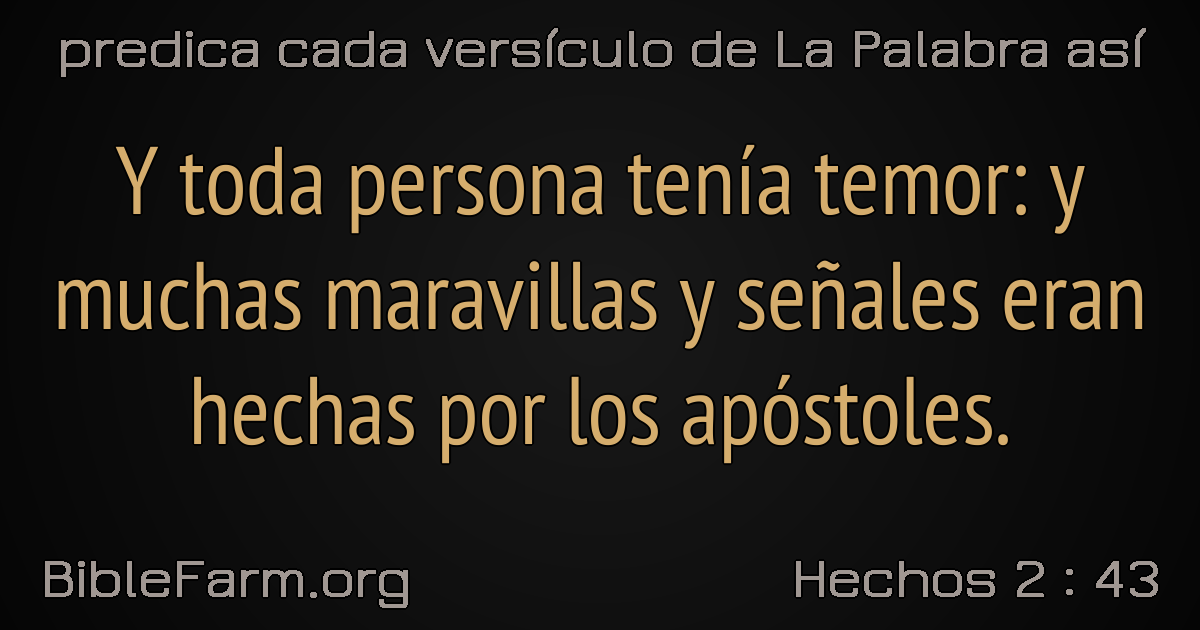 predica cada versículo de La Palabra así
Y toda persona tenía temor: y
muchas maravillas y señales eran
hechas por los apóstoles.
BibleFarm.org
Hechos 2 : 43